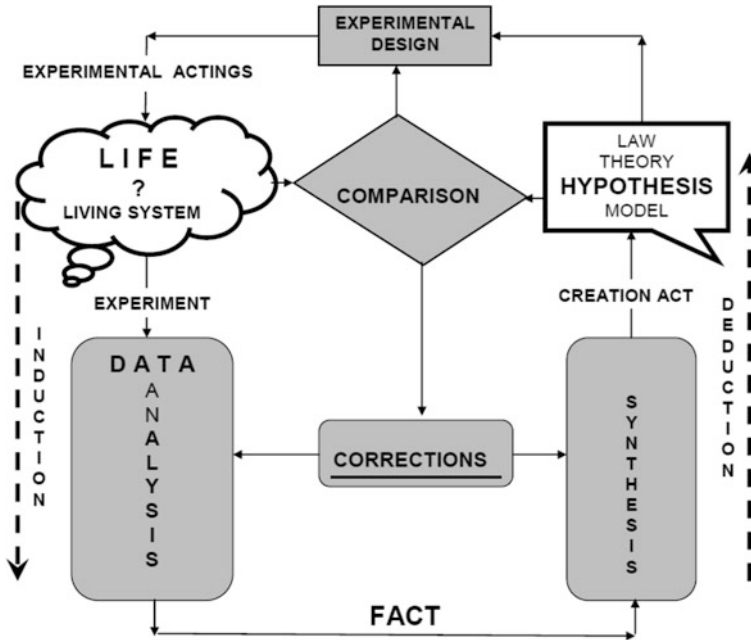 EXPERIMENTAL
DESIGN
EXPERIMENTAL ACTINGS
LIFE
?
LIVING SYSTEM
COMPARISON
LAW
THEORY
HYPOTHESIS
MODEL
EXPERIMENT
CREATION ACT
INDUCTION
DEDUCTION
DATA
ANALYSIS
CORRECTIONS
SYNTHESIS
FACT